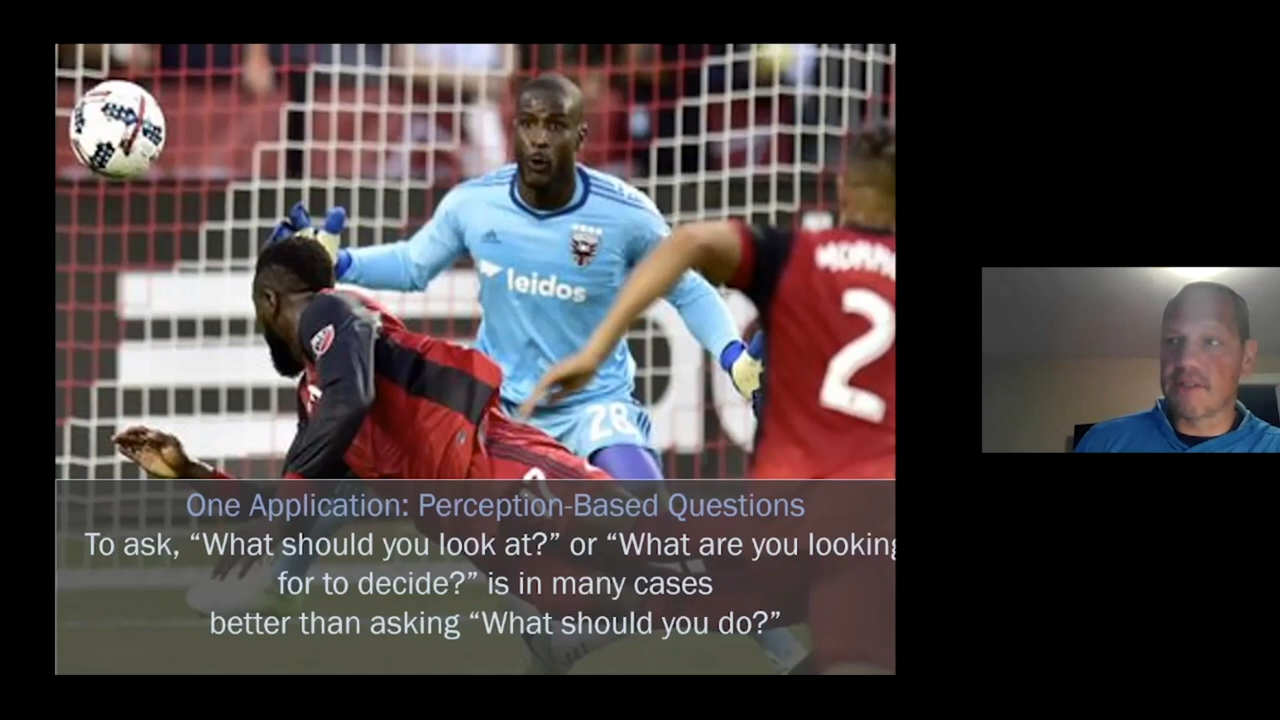 leidos
MORR
2
28
One Application: Perception-Based Questions
To ask, “What should you look at?” or “What are you looking
for to decide?” is in many cases
better than asking “What should you do?”